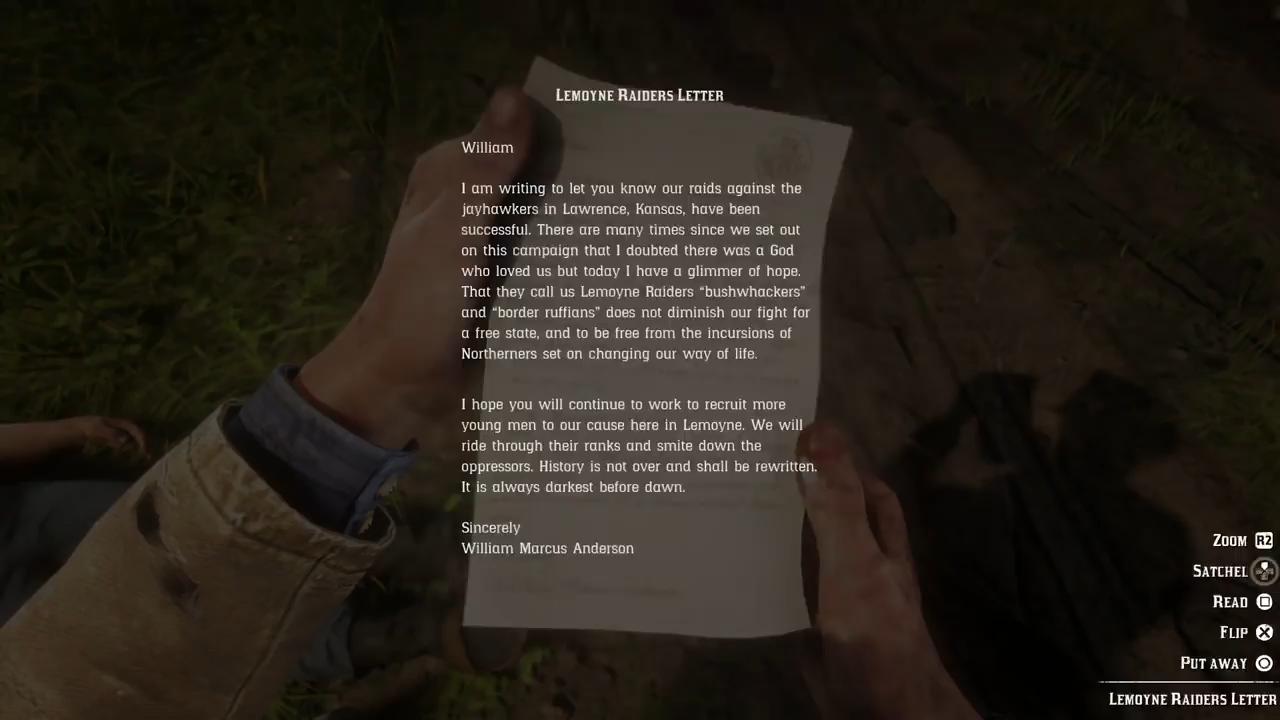 LEMOYNE RAIDERS LETTER
William
I am writing to let you know our raids against the
jayhawkers in Lawrence, Kansas, have been
successful. There are many times since we set out
on this campaign that I doubted there was a God
who loved us but today I have a glimmer of hope.
That they call us Lemoyne Raiders “bushwhackers”
and “border ruffians” does not diminish our fight for
a free state, and to be free from the incursions of
Northerners set on changing our way of life.
I hope you will continue to work to recruit more
young men to our cause here in Lemoyne. We will
ride through their ranks and smite down the
oppressors. History is not over and shall be rewritten.
It is always darkest before dawn.
Sincerely
William Marcus Anderson
ZOOM R2
SATCHEL
READ
FLIP
PUT AWAY
LEMOYNE RAIDERS LETTER